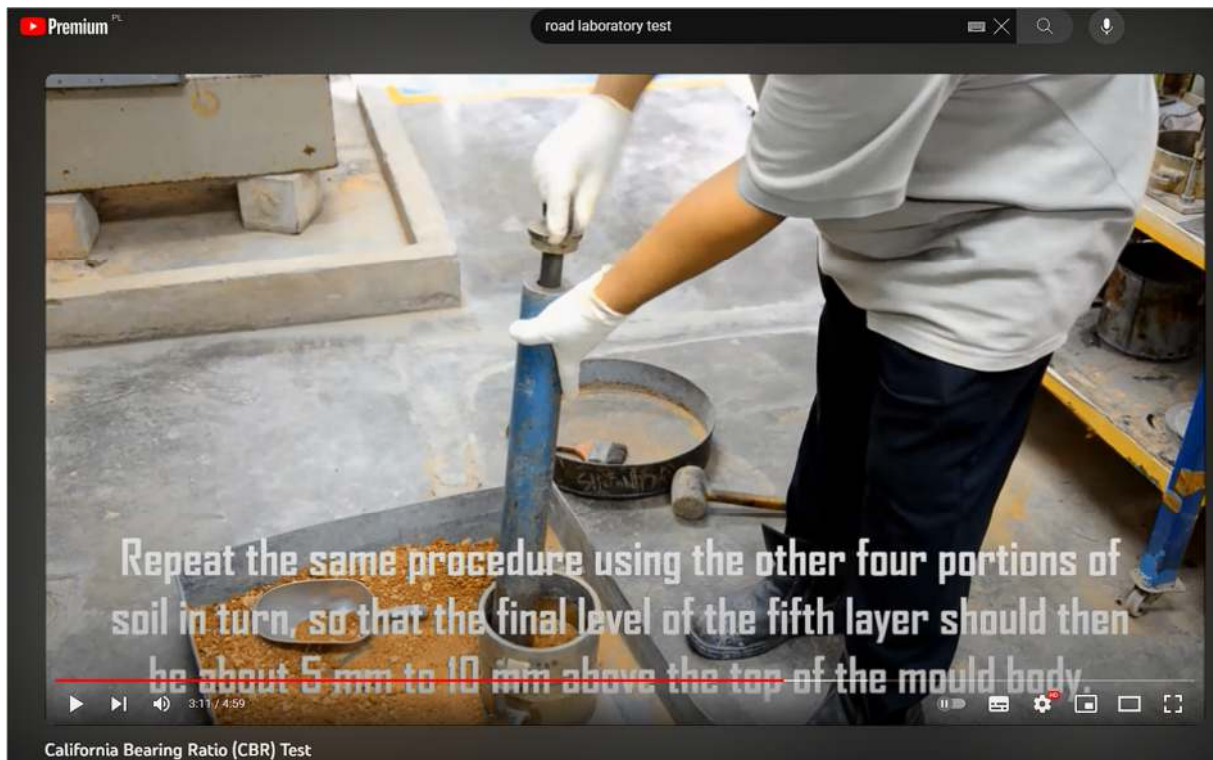 Premium PL
road laboratory test
Repeat the same procedure using the other four portions of
soil in turn, so that the final level of the fifth layer should then
be about 5 mm to 10 mm above the top of the mould body.
3:11 / 4:59
HD
California Bearing Ratio (CBR) Test